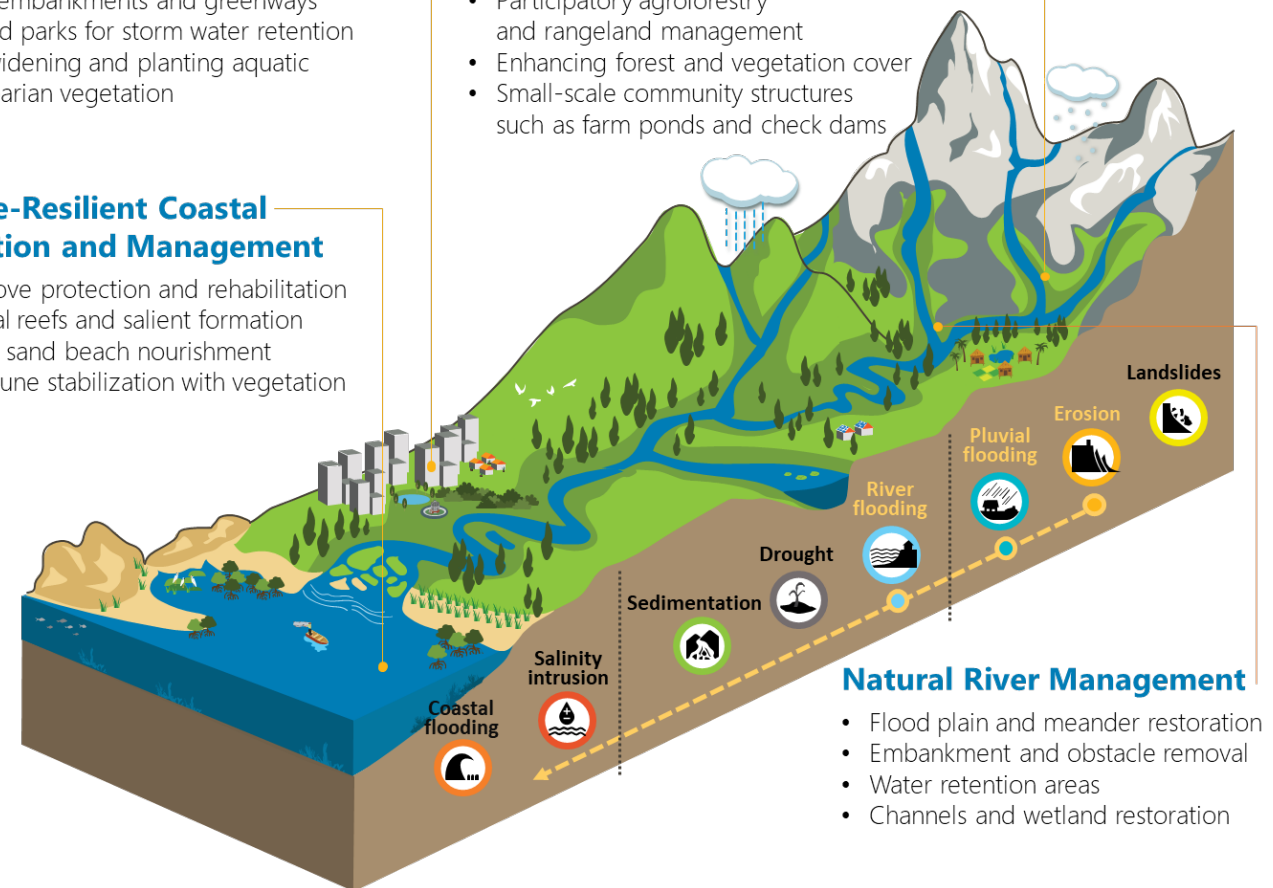 embankments and greenways
d parks for storm water retention
videning and planting aquatic
arian vegetation
• Participatory agroforestry
and rangeland management
• Enhancing forest and vegetation cover
• Small-scale community structures
such as farm ponds and check dams
e-Resilient Coastal
tion and Management
ove protection and rehabilitation
al reefs and salient formation
sand beach nourishment
une stabilization with vegetation
Landslides
Erosion
Pluvial
flooding
River
flooding
Drought
Sedimentation
Salinity
intrusion
Coastal
flooding
Natural River Management
• Flood plain and meander restoration
• Embankment and obstacle removal
• Water retention areas
• Channels and wetland restoration